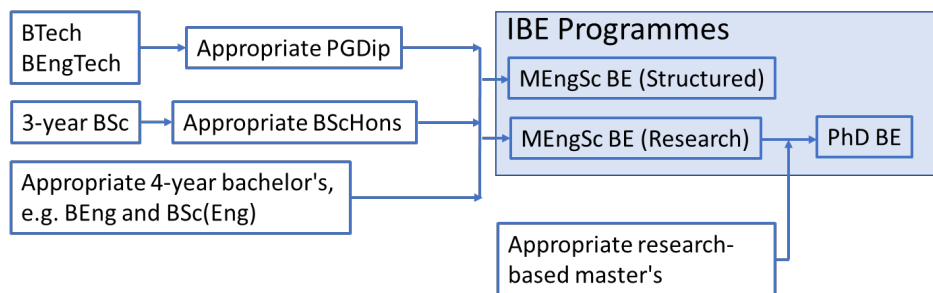 BTech
BEngTech
Appropriate PGDip
3-year BSc
Appropriate BScHons
Appropriate 4-year bachelor's,
e.g. BEng and BSc(Eng)
IBE Programmes
MEngSc BE (Structured)
MEngSc BE (Research)
PhD BE
Appropriate research-
based master's